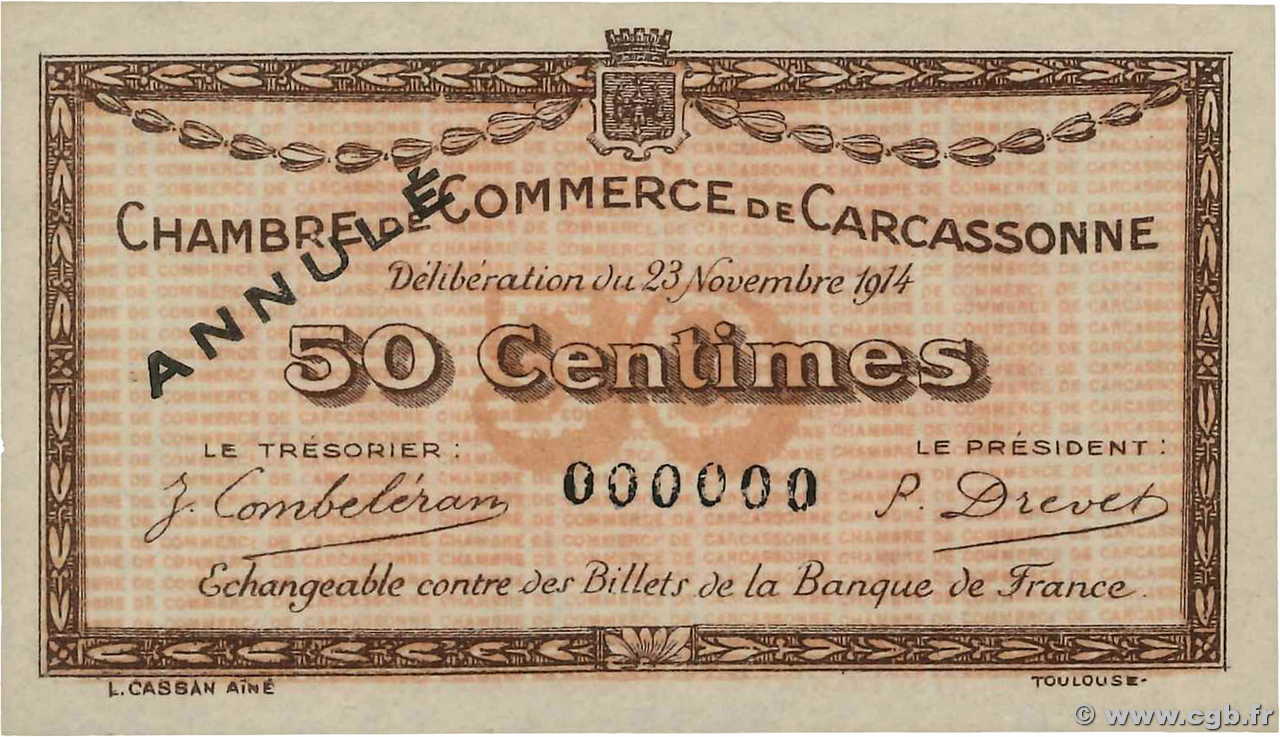 CHAMBRE DE COMMERCE DE CARCASSONNE
ANNULÉ
Délibération du 23 Novembre 1914
50 Centimes
LE TRÉSORIER :
LE PRÉSIDENT :
J. Combeléran
000000
P. Drevet
Echangeable contre des Billets de la Banque de France.
L. CASSAN AÎNÉ
TOULOUSE-
© www.cgb.fr